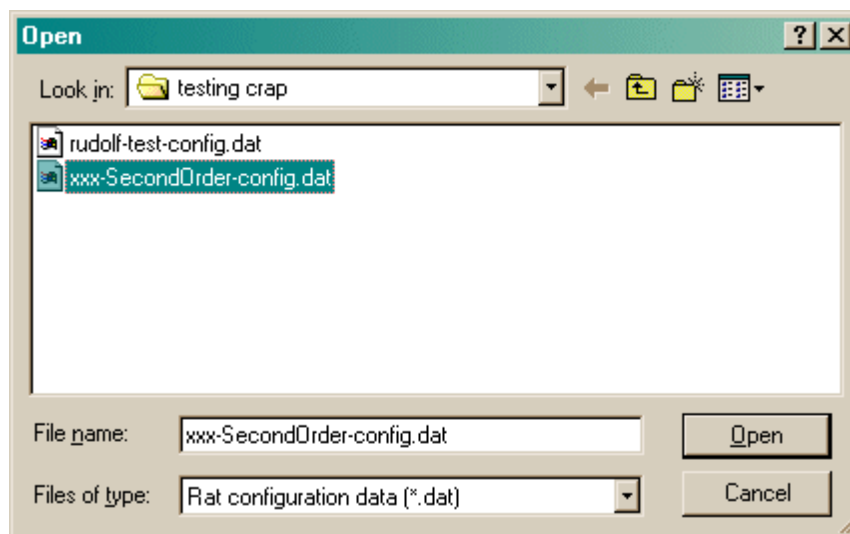 Open
Look in: testing crap
rudolf-test-config.dat
xxx-SecondOrder-config.dat
File name: xxx-SecondOrder-config.dat Open
Files of type: Rat configuration data (*.dat) Cancel